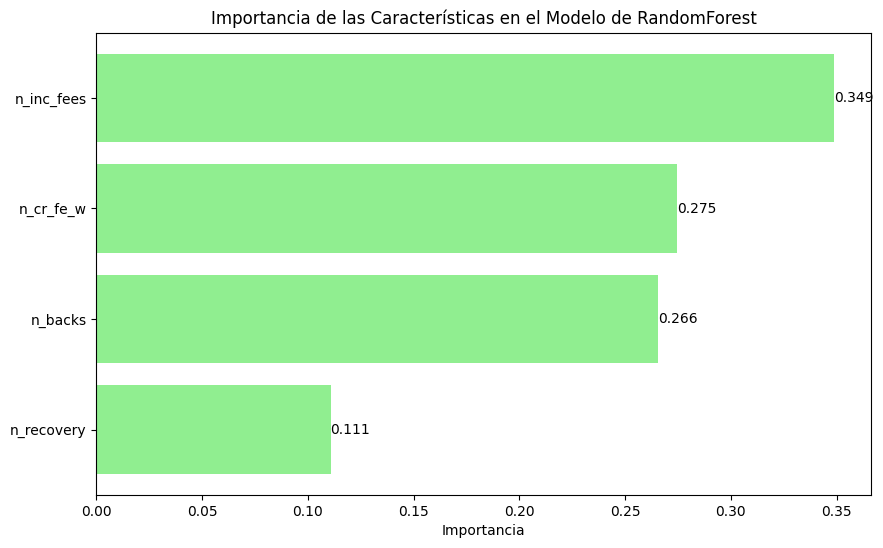 Importancia de las Características en el Modelo de RandomForest
n_inc_fees
0.349
n_cr_fe_w
0.275
n_backs
0.266
n_recovery
0.111
0.00 0.05 0.10 0.15 0.20 0.25 0.30 0.35
Importancia